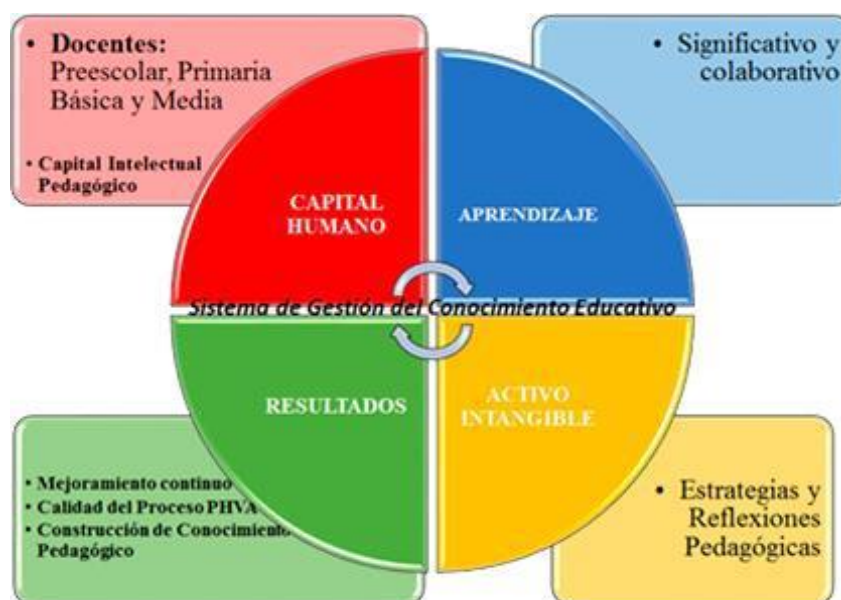 • Docentes:
Preescolar, Primaria
Básica y Media
• Capital Intelectual
Pedagógico
• Significativo y
colaborativo
CAPITAL
HUMANO
APRENDIZAJE
Sistema de Gestión del Conocimiento Educativo
RESULTADOS
ACTIVO
INTANGIBLE
• Mejoramiento continuo
• Calidad del Proceso PHVA
• Construcción de Conocimiento
Pedagógico
• Estrategias y
Reflexiones
Pedagógicas